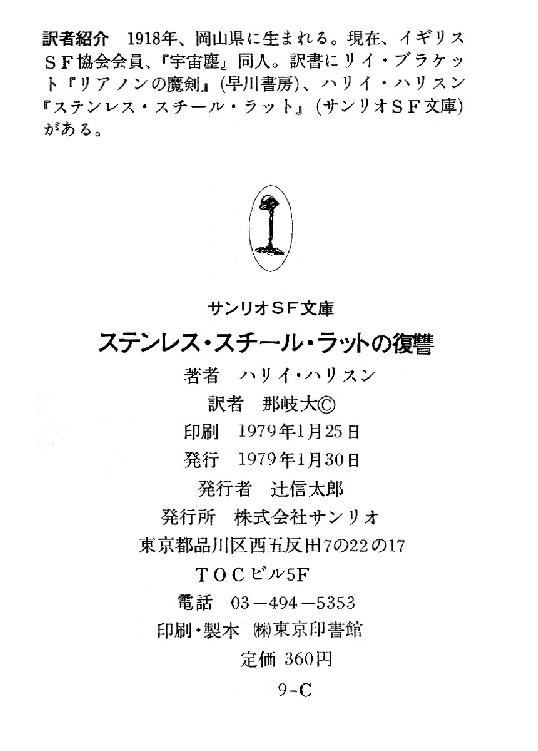 訳者紹介 1918年、岡山県に生まれる。現在、イギリス
ＳＦ協会会員、『宇宙塵』同人。訳書にリイ・ブラケッ
ト『リアノンの魔剣』(早川書房)、ハリイ・ハリスン
『ステンレス・スチール・ラット』(サンリオＳＦ文庫)
がある。
サンリオＳＦ文庫
ステンレス・スチール・ラットの復讐
著者 ハリイ・ハリスン
訳者 那岐大©
印刷 1979年1月25日
発行 1979年1月30日
発行者 辻信太郎
発行所 株式会社サンリオ
東京都品川区西五反田7の22の17
ＴＯＣビル5F
電話 03－494－5353
印刷・製本 ㈱東京印書館
定価 360円
9-C